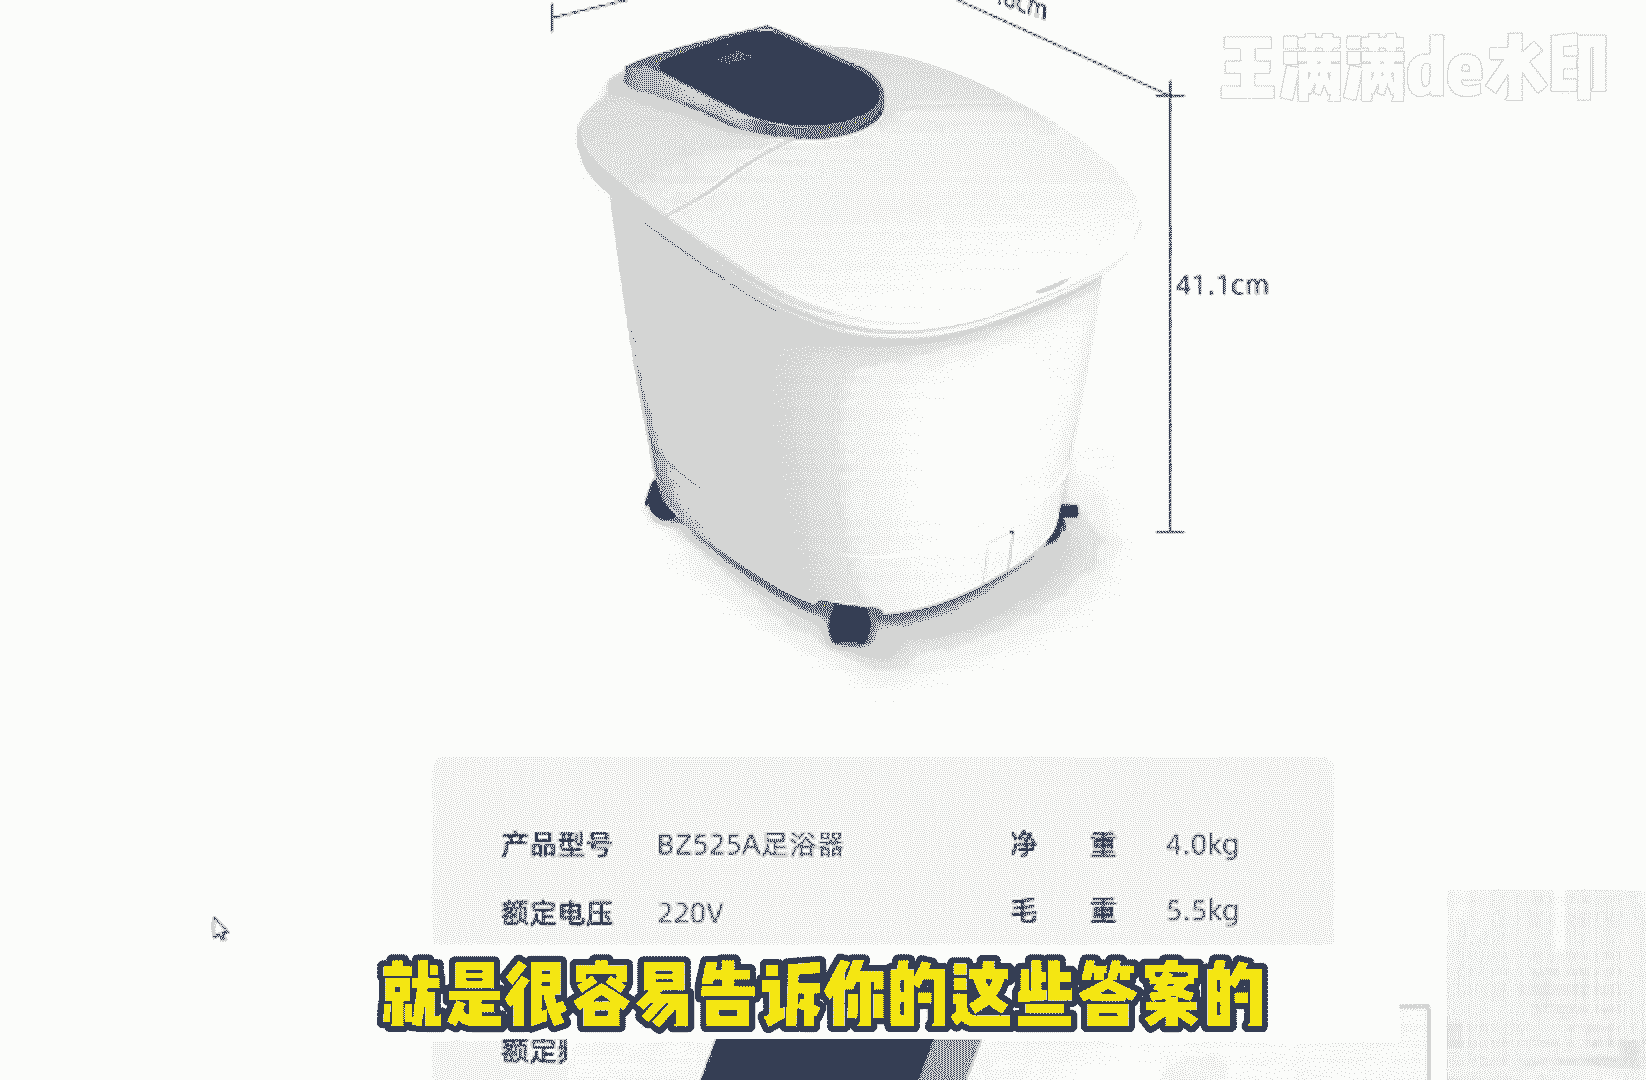 王满满de水印
41.1cm
产品型号 BZ525A足浴器 净 重 4.0kg
额定电压 220V 毛 重 5.5kg
就是很容易告诉你的这些答案的
额定